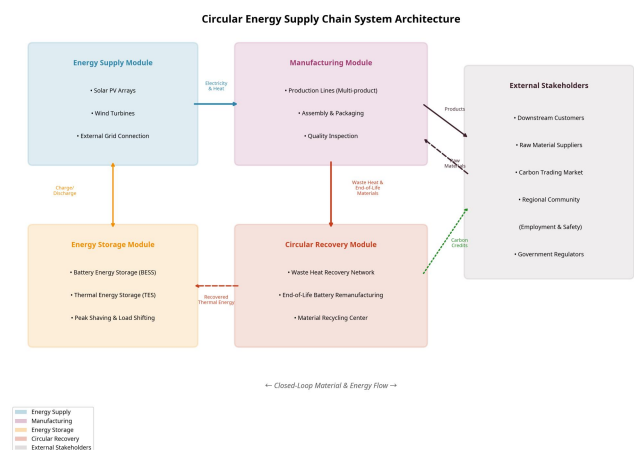 Circular Energy Supply Chain System Architecture
Energy Supply Module
• Solar PV Arrays
• Wind Turbines
• External Grid Connection
Electricity
& Heat
Manufacturing Module
• Production Lines (Multi-product)
• Assembly & Packaging
• Quality Inspection
Products
Raw
Materials
External Stakeholders
• Downstream Customers
• Raw Material Suppliers
• Carbon Trading Market
• Regional Community
(Employment & Safety)
• Government Regulators
Charge/
Discharge
Waste Heat &
End-of-Life
Materials
Carbon
Credits
Energy Storage Module
• Battery Energy Storage (BESS)
• Thermal Energy Storage (TES)
• Peak Shaving & Load Shifting
Recovered
Thermal Energy
Circular Recovery Module
• Waste Heat Recovery Network
• End-of-Life Battery Remanufacturing
• Material Recycling Center
← Closed-Loop Material & Energy Flow →
Energy Supply
Manufacturing
Energy Storage
Circular Recovery
External Stakeholders